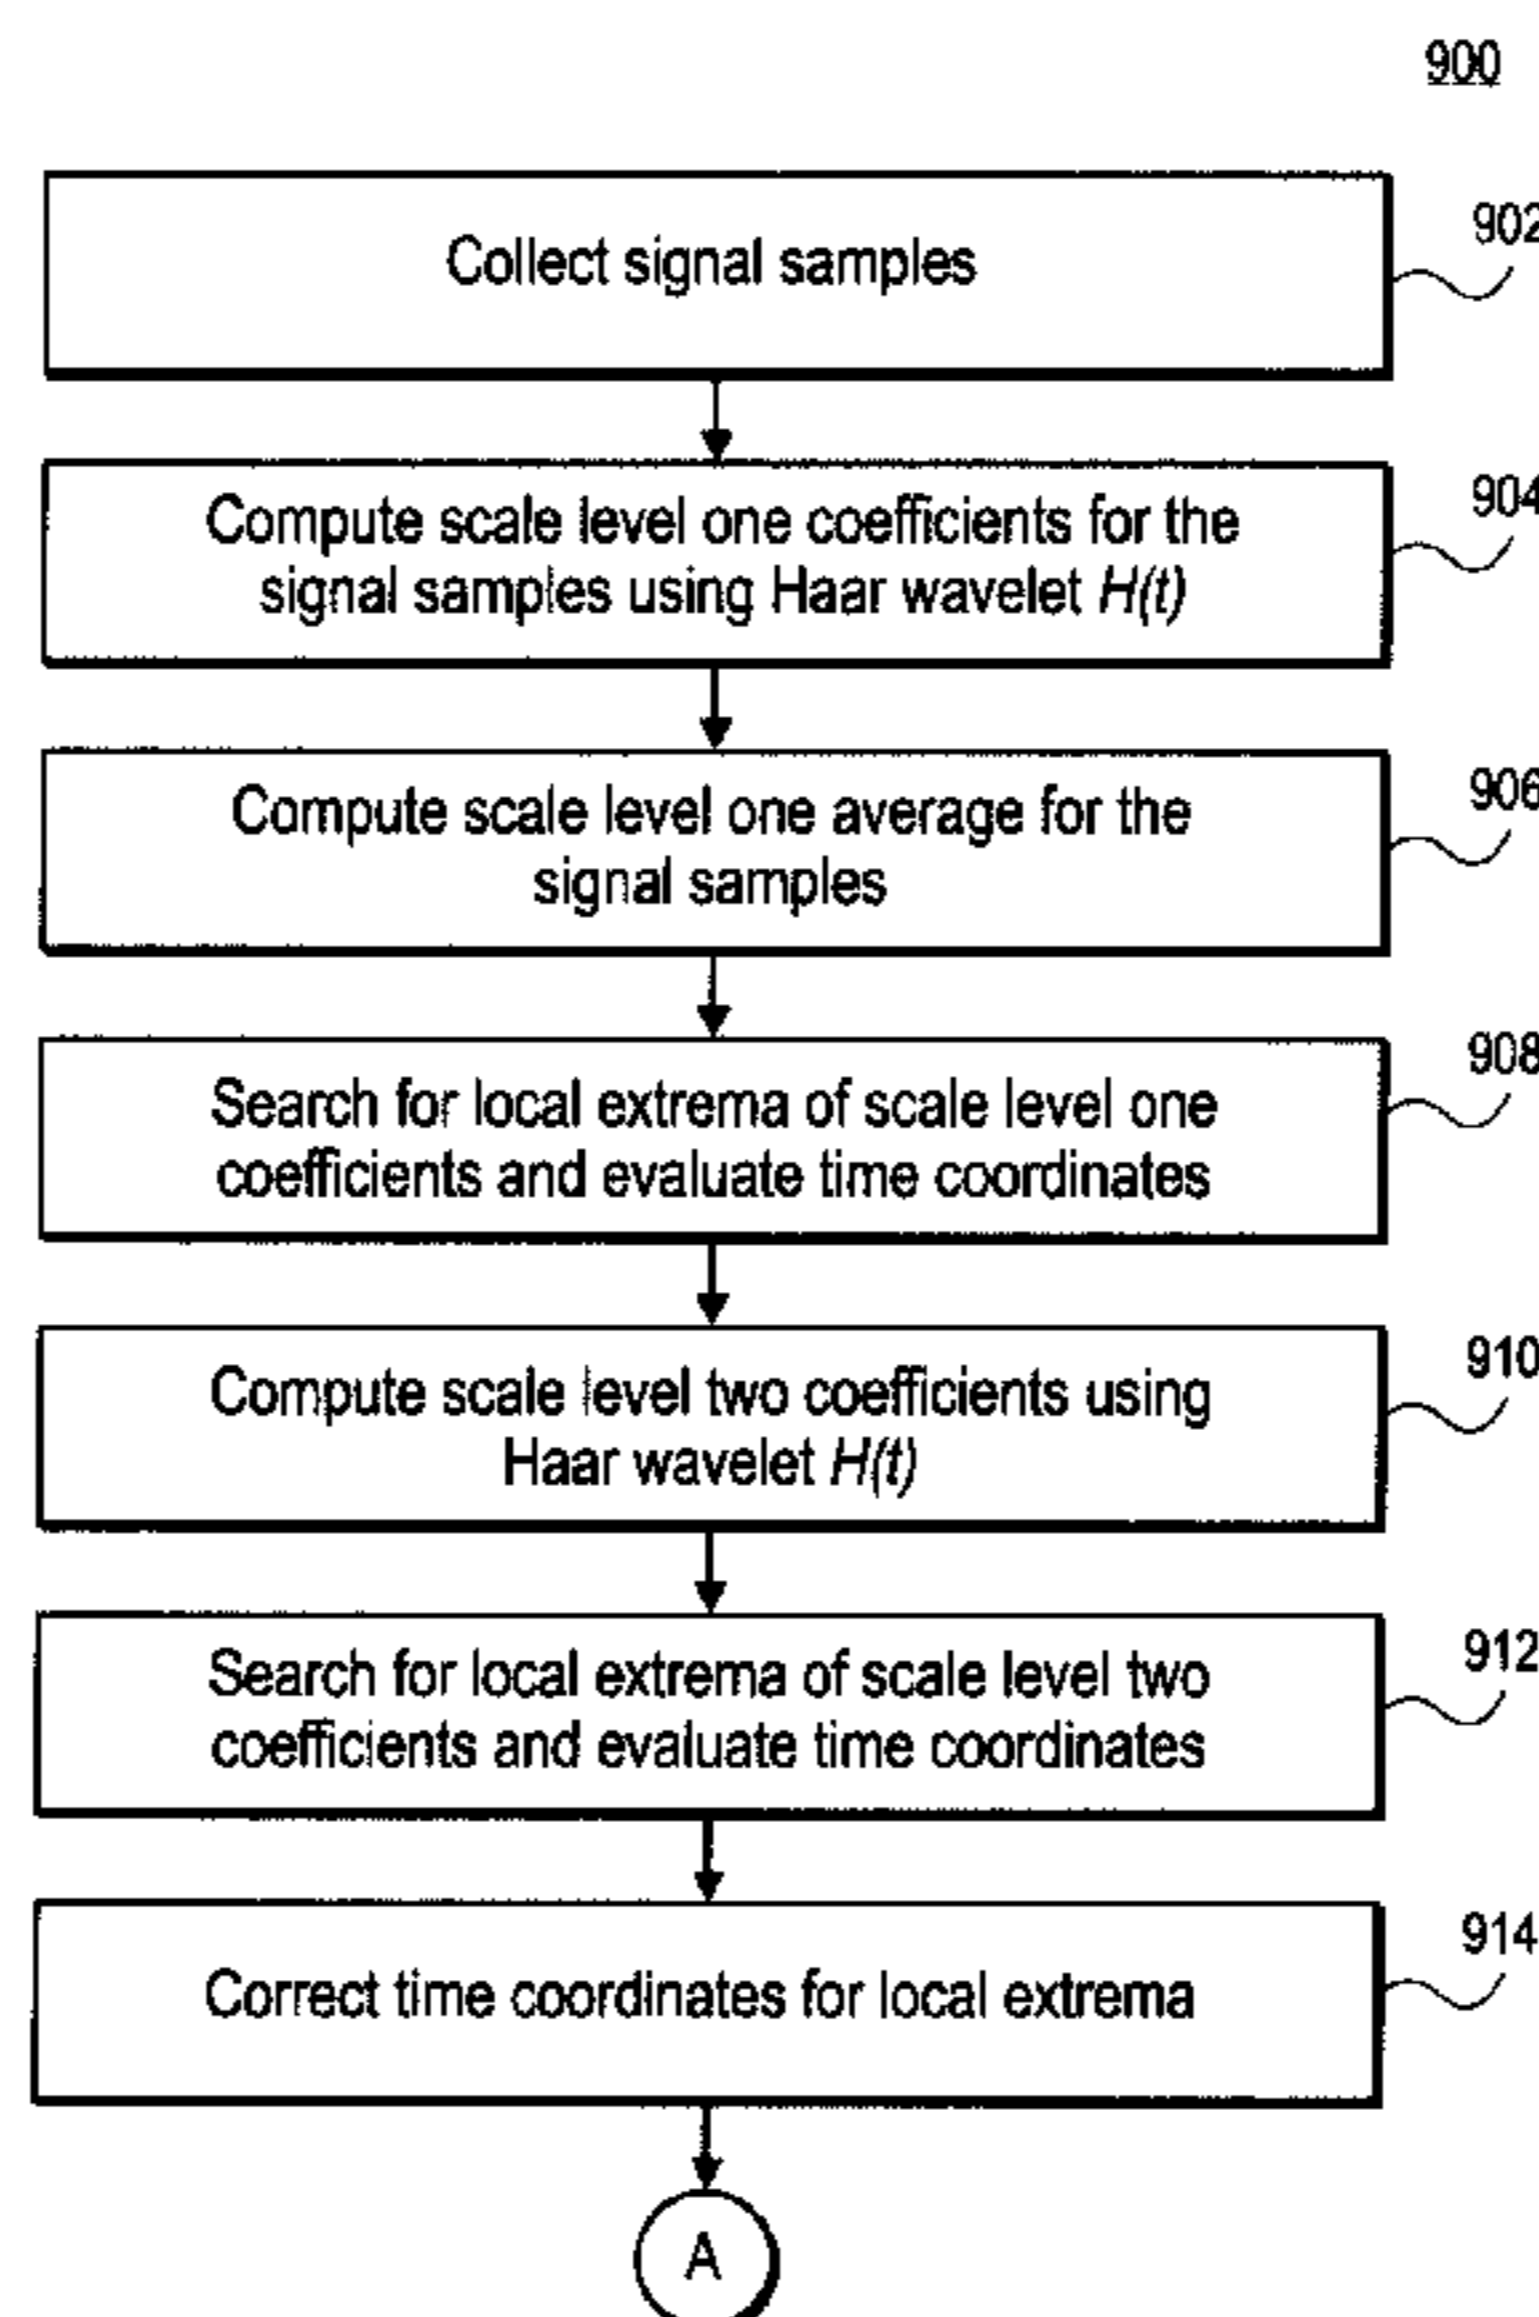 900
Collect signal samples
902
Compute scale level one coefficients for the
signal samples using Haar wavelet H(t)
904
Compute scale level one average for the
signal samples
906
Search for local extrema of scale level one
coefficients and evaluate time coordinates
908
Compute scale level two coefficients using
Haar wavelet H(t)
910
Search for local extrema of scale level two
coefficients and evaluate time coordinates
912
Correct time coordinates for local extrema
914
A